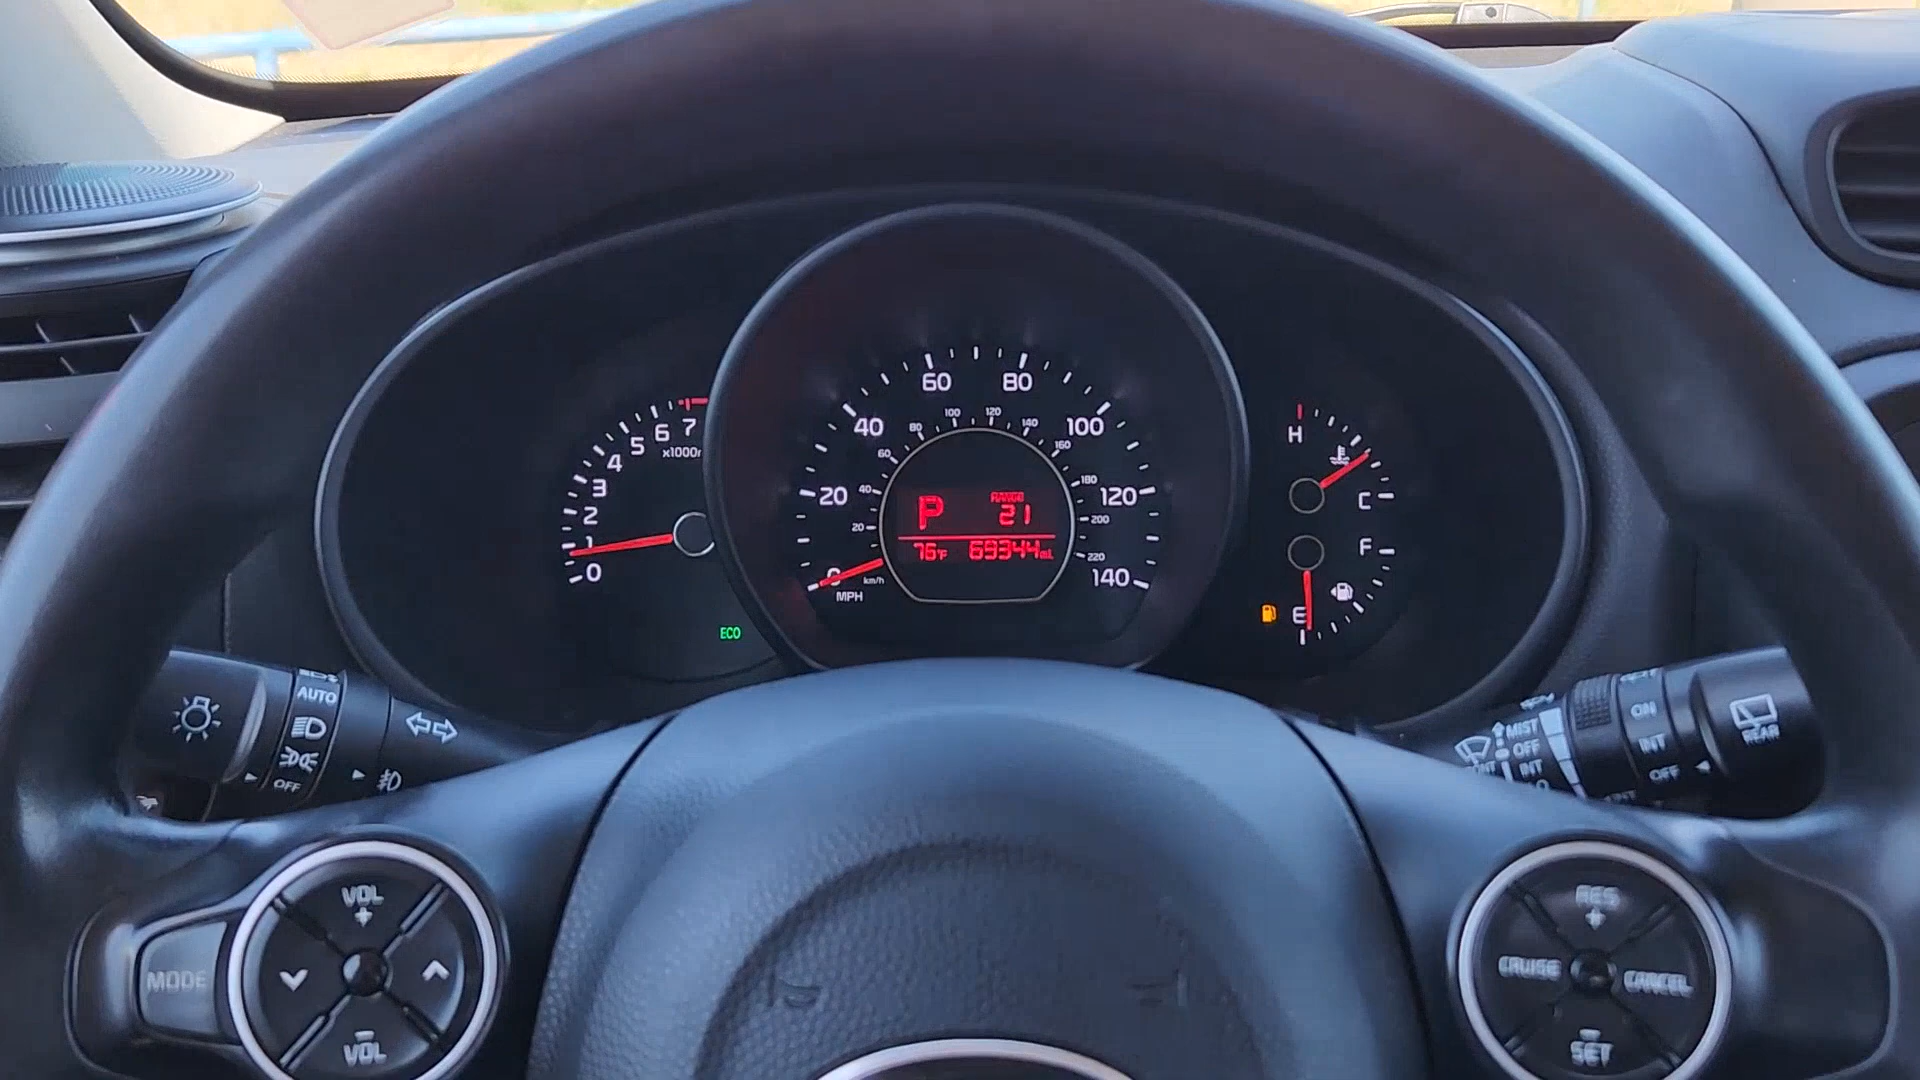 60
80
100
120
40
80
140
100
7
6
5
4
x1000r
3
2
1
0
60
160
20
40
20
180
120
200
220
140
0
km/h
MPH
P
RANGE
21
76°F
69344mi
H
C
F
E
ECO
AUTO
OFF
MIST
OFF
INT
ON
INT
OFF
REAR
MODE
VOL
+
-
VOL
RES
+
CRUISE
CANCEL
-
SET